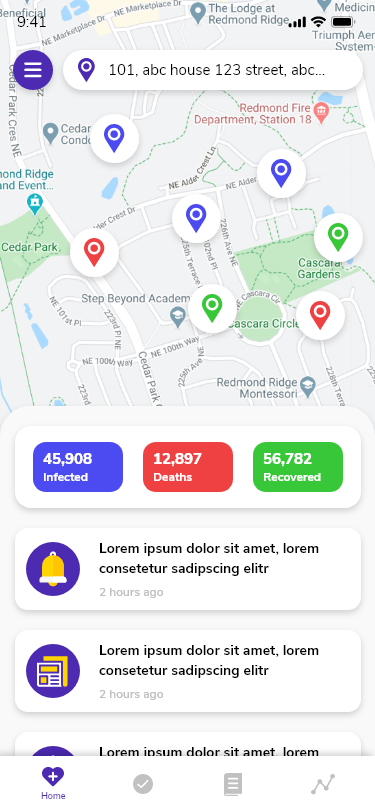 Beneficial
NE Marketplace Dr
NE Marketplace Dr
The Lodge at
Redmond Ridge
Medicine
9:41
Triumph Aer
System
101, abc house 123 street, abc...
Cedar Park Cres NE
Redmond Fire
Department, Station 18
Cedar
Condo
NE Alder Crest Ln
NE Alder
mond Ridge
and Event...
Crest Dr
226th Ave NE
Cedar Park
225th Terrace
Cascara
Gardens
Step Beyond Academ
NE Cascara Cir
NE 101st Pl
223rd Pl NE
Cascara Circle
NE 100th Way
NE 100th Way
Cedar Park C
225th Ave
Redmond Ridge
Montessori
228th
45,908
Infected
12,897
Deaths
56,782
Recovered
Lorem ipsum dolor sit amet, lorem
consetetur sadipscing elitr
2 hours ago
Lorem ipsum dolor sit amet, lorem
consetetur sadipscing elitr
2 hours ago
Lorem ipsum dolor sit amet, lorem
Home